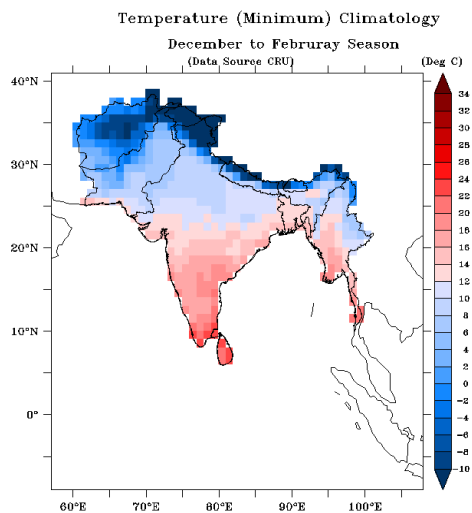 Temperature (Minimum) Climatology
December to Februray Season
(Data Source CRU)
(Deg C)
40°N
30°N
20°N
10°N
0°
60°E 70°E 80°E 90°E 100°E
34
28
26
24
22
20
18
16
14
12
10
8
6
4
2
0
-2
-4
-6
-8
-10